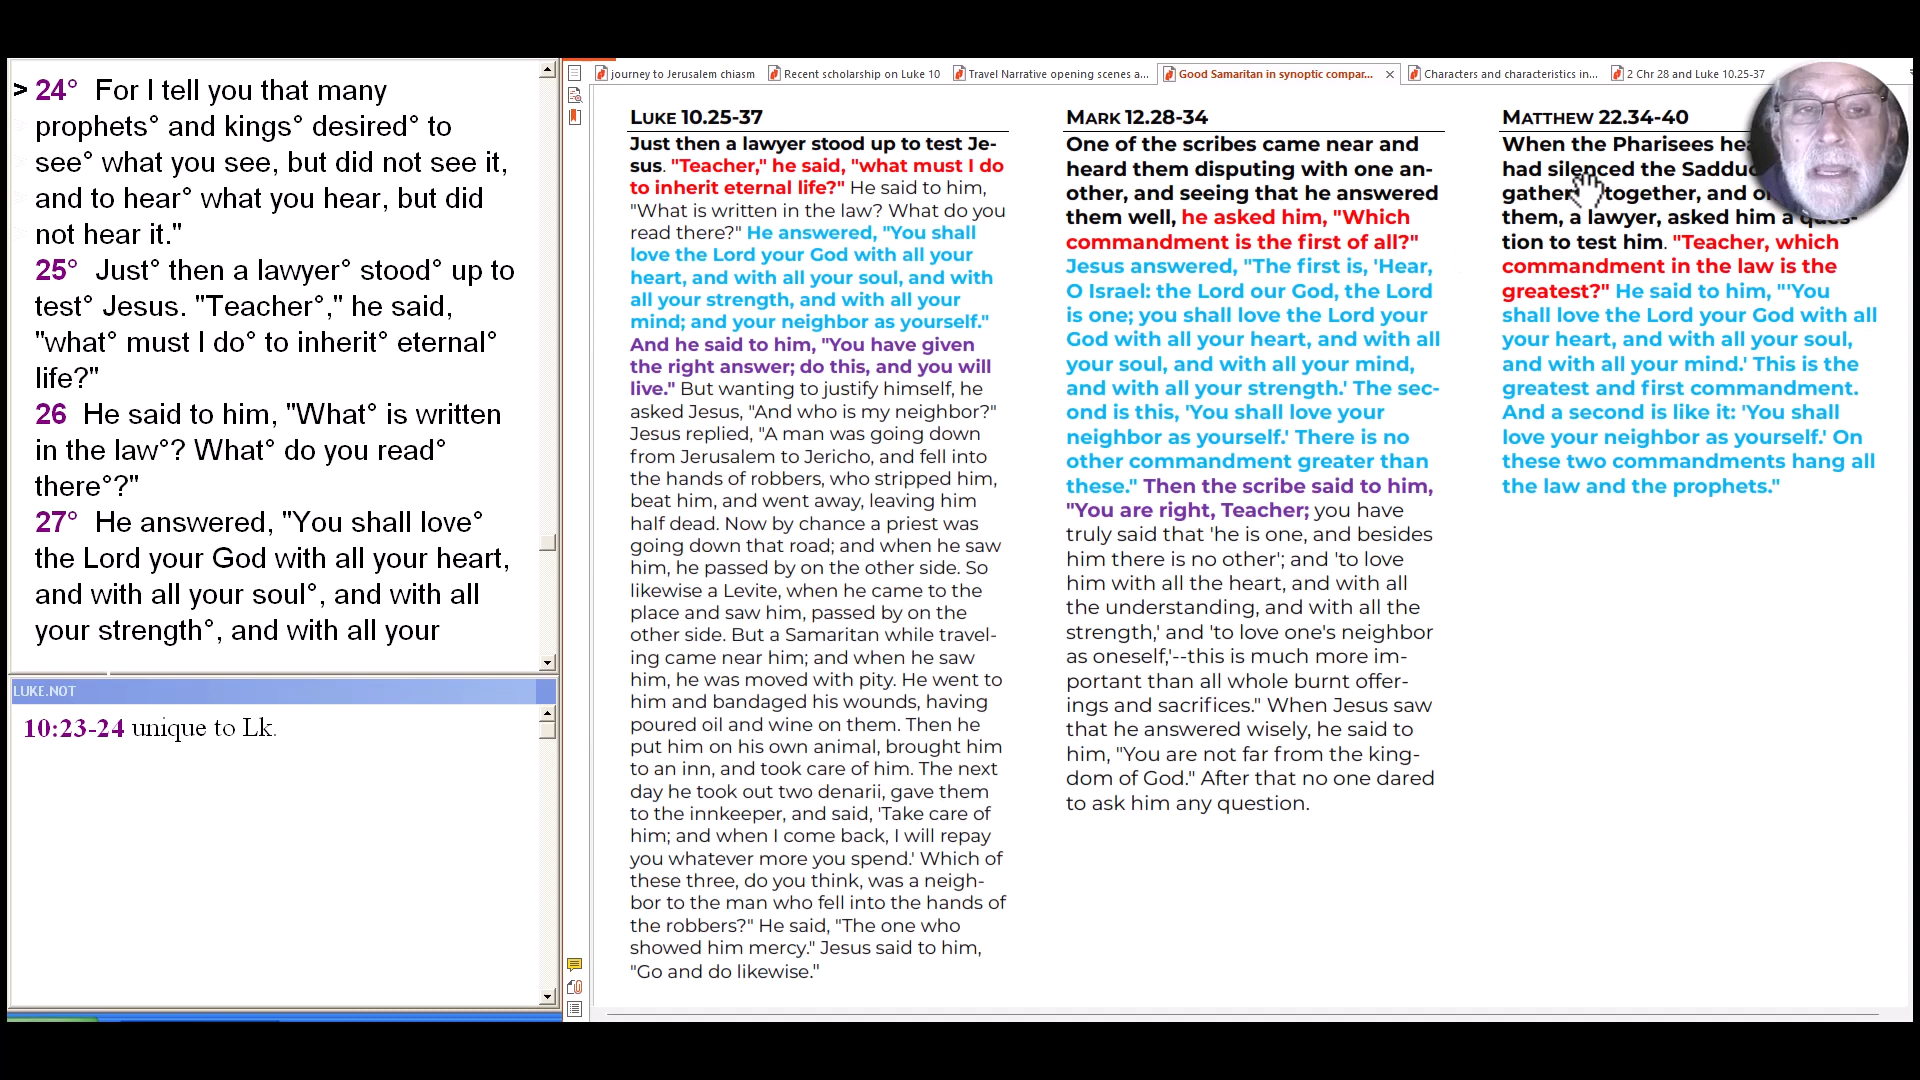 > 24° For I tell you that many
prophets° and kings° desired° to
see° what you see, but did not see it,
and to hear° what you hear, but did
not hear it."
25° Just° then a lawyer° stood° up to
test° Jesus. "Teacher°," he said,
"what° must I do° to inherit° eternal°
life?"
26 He said to him, "What° is written
in the law°? What° do you read°
there°?"
27° He answered, "You shall love°
the Lord your God with all your heart,
and with all your soul°, and with all
your strength°, and with all your
LUKE.NOT
10:23-24 unique to Lk.
journey to Jerusalem chiasm
Recent scholarship on Luke 10
Travel Narrative opening scenes a...
Good Samaritan in synoptic compar...
Characters and characteristics in...
2 Chr 28 and Luke 10.25-37
LUKE 10.25-37
Just then a lawyer stood up to test Je-
sus. "Teacher," he said, "what must I do
to inherit eternal life?" He said to him,
"What is written in the law? What do you
read there?" He answered, "You shall
love the Lord your God with all your
heart, and with all your soul, and with
all your strength, and with all your
mind; and your neighbor as yourself."
And he said to him, "You have given
the right answer; do this, and you will
live." But wanting to justify himself, he
asked Jesus, "And who is my neighbor?"
Jesus replied, "A man was going down
from Jerusalem to Jericho, and fell into
the hands of robbers, who stripped him,
beat him, and went away, leaving him
half dead. Now by chance a priest was
going down that road; and when he saw
him, he passed by on the other side. So
likewise a Levite, when he came to the
place and saw him, passed by on the
other side. But a Samaritan while travel-
ing came near him; and when he saw
him, he was moved with pity. He went to
him and bandaged his wounds, having
poured oil and wine on them. Then he
put him on his own animal, brought him
to an inn, and took care of him. The next
day he took out two denarii, gave them
to the innkeeper, and said, 'Take care of
him; and when I come back, I will repay
you whatever more you spend.' Which of
these three, do you think, was a neigh-
bor to the man who fell into the hands of
the robbers?" He said, "The one who
showed him mercy." Jesus said to him,
"Go and do likewise."
MARK 12.28-34
One of the scribes came near and
heard them disputing with one an-
other, and seeing that he answered
them well, he asked him, "Which
commandment is the first of all?"
Jesus answered, "The first is, 'Hear,
O Israel: the Lord our God, the Lord
is one; you shall love the Lord your
God with all your heart, and with all
your soul, and with all your mind,
and with all your strength.' The sec-
ond is this, 'You shall love your
neighbor as yourself.' There is no
other commandment greater than
these." Then the scribe said to him,
"You are right, Teacher; you have
truly said that 'he is one, and besides
him there is no other'; and 'to love
him with all the heart, and with all
the understanding, and with all the
strength,' and 'to love one's neighbor
as oneself,'--this is much more im-
portant than all whole burnt offer-
ings and sacrifices." When Jesus saw
that he answered wisely, he said to
him, "You are not far from the king-
dom of God." After that no one dared
to ask him any question.
MATTHEW 22.34-40
When the Pharisees
had silenced the
together, and
them, a lawyer, asked him a ques-
tion to test him. "Teacher, which
commandment in the law is the
greatest?" He said to him, "'You
shall love the Lord your God with all
your heart, and with all your soul,
and with all your mind.' This is the
greatest and first commandment.
And a second is like it: 'You shall
love your neighbor as yourself.' On
these two commandments hang all
the law and the prophets."